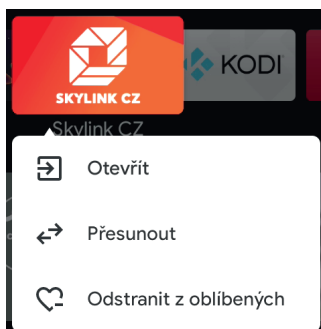 SKYLINK CZ
KODI
Skylink CZ
Otevřít
Přesunout
Odstranit z oblíbených